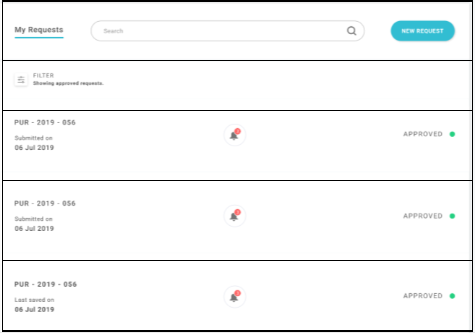 My Requests
Search
NEW REQUEST
FILTER
Showing approved requests.
PUR - 2019 - 056
Submitted on
06 Jul 2019
APPROVED
PUR - 2019 - 056
Submitted on
06 Jul 2019
APPROVED
PUR - 2019 - 056
Last saved on
06 Jul 2019
APPROVED